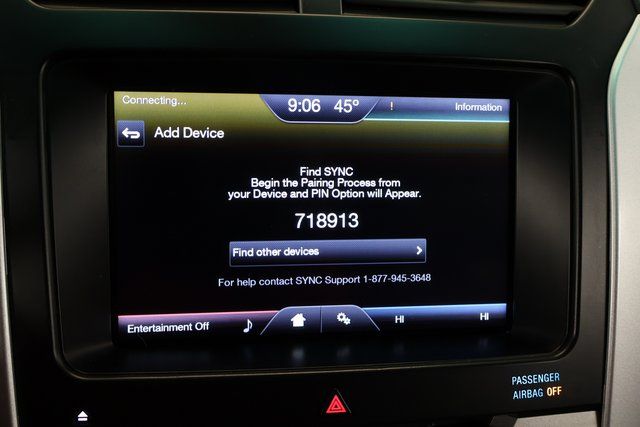 Connecting...
9:06 45° ! Information
Add Device
Find SYNC
Begin the Pairing Process from
your Device and PIN Option will Appear.
718913
Find other devices >
For help contact SYNC Support 1-877-945-3648
Entertainment Off HI HI
PASSENGER
AIRBAG OFF